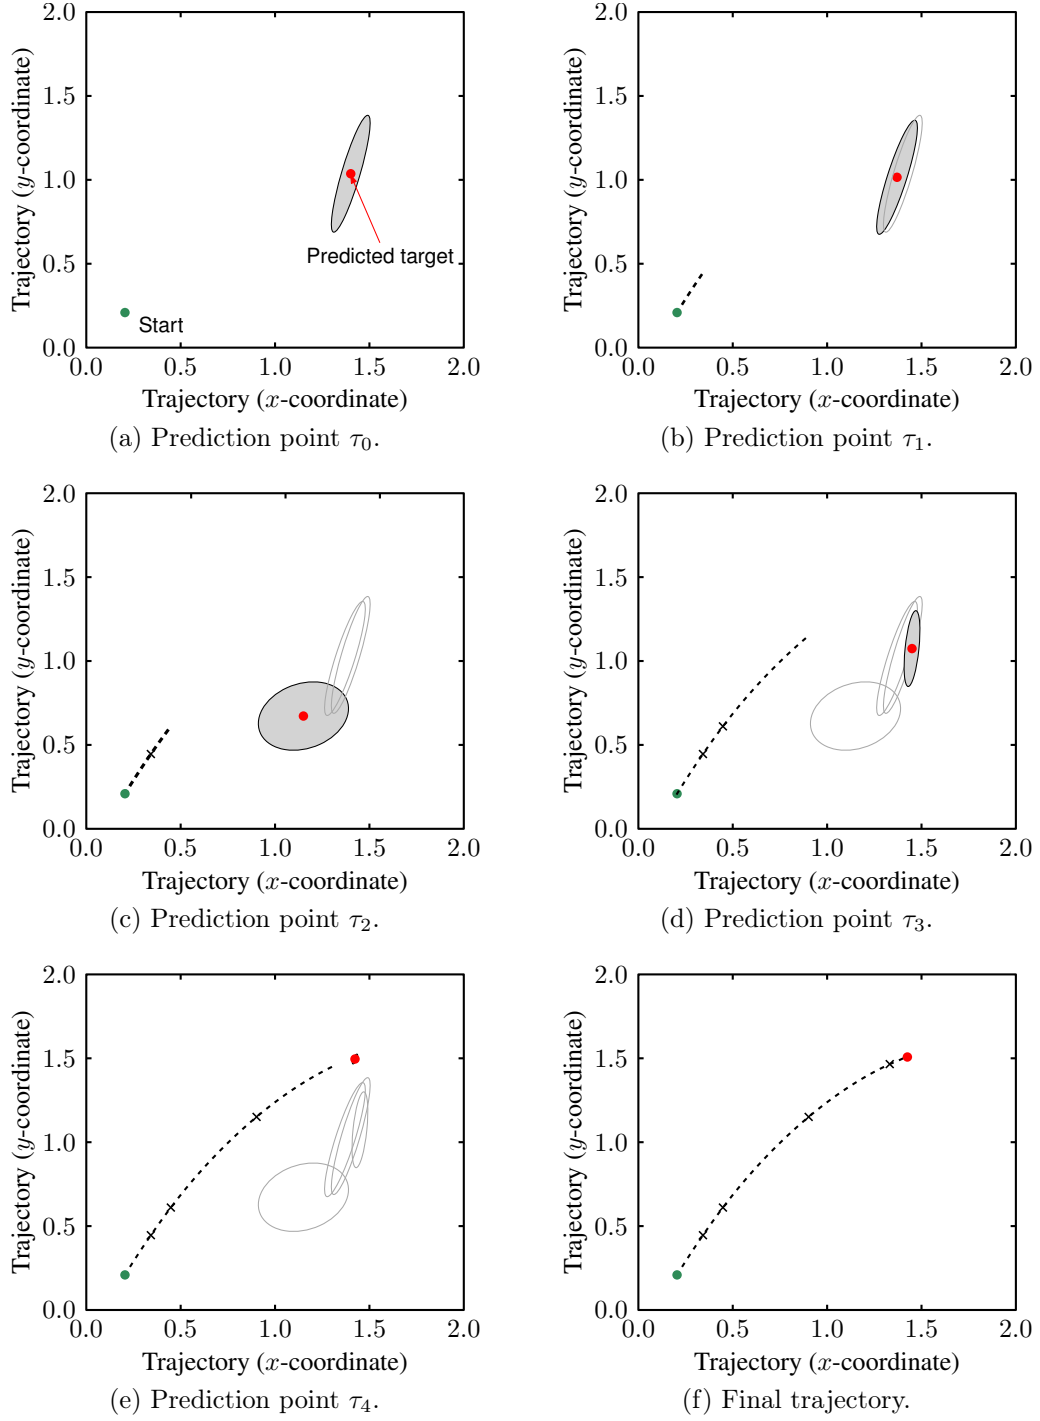 2.0
1.5
1.0
0.5
0.0
Trajectory (y-coordinate)
Predicted target
Start
0.0 0.5 1.0 1.5 2.0
Trajectory (x-coordinate)
(a) Prediction point τ₀.
2.0
1.5
1.0
0.5
0.0
Trajectory (y-coordinate)
0.0 0.5 1.0 1.5 2.0
Trajectory (x-coordinate)
(b) Prediction point τ₁.
2.0
1.5
1.0
0.5
0.0
Trajectory (y-coordinate)
0.0 0.5 1.0 1.5 2.0
Trajectory (x-coordinate)
(c) Prediction point τ₂.
2.0
1.5
1.0
0.5
0.0
Trajectory (y-coordinate)
0.0 0.5 1.0 1.5 2.0
Trajectory (x-coordinate)
(d) Prediction point τ₃.
2.0
1.5
1.0
0.5
0.0
Trajectory (y-coordinate)
0.0 0.5 1.0 1.5 2.0
Trajectory (x-coordinate)
(e) Prediction point τ₄.
2.0
1.5
1.0
0.5
0.0
Trajectory (y-coordinate)
0.0 0.5 1.0 1.5 2.0
Trajectory (x-coordinate)
(f) Final trajectory.